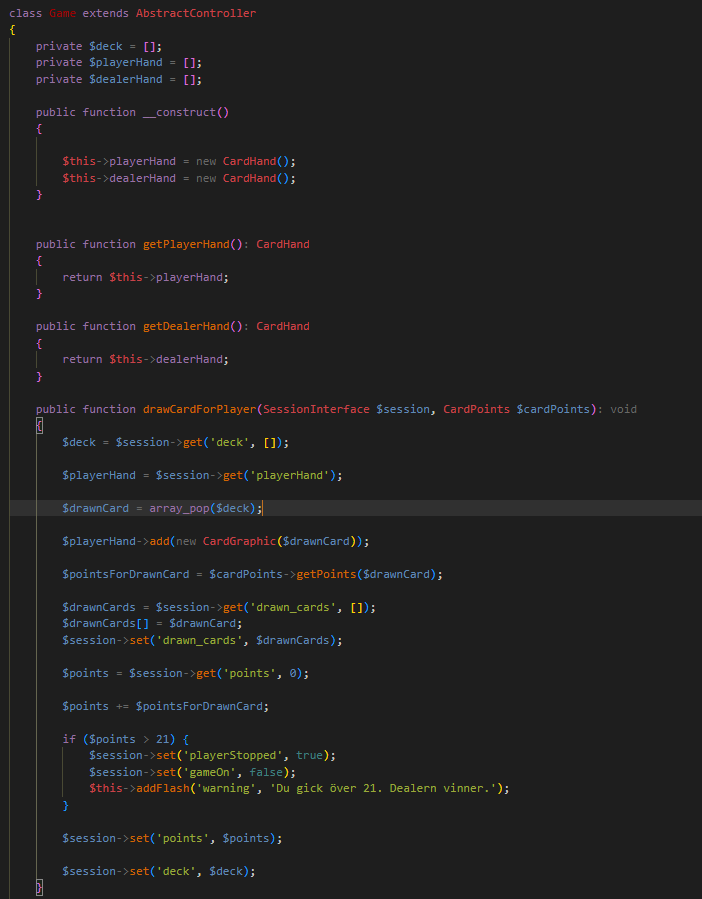 class Game extends AbstractController
{
    private $deck = [];
    private $playerHand = [];
    private $dealerHand = [];

    public function __construct()
    {

        $this->playerHand = new CardHand();
        $this->dealerHand = new CardHand();
    }


    public function getPlayerHand(): CardHand
    {
        return $this->playerHand;
    }

    public function getDealerHand(): CardHand
    {
        return $this->dealerHand;
    }

    public function drawCardForPlayer(SessionInterface $session, CardPoints $cardPoints): void
    {
        $deck = $session->get('deck', []);

        $playerHand = $session->get('playerHand');

        $drawnCard = array_pop($deck);

        $playerHand->add(new CardGraphic($drawnCard));

        $pointsForDrawnCard = $cardPoints->getPoints($drawnCard);

        $drawnCards = $session->get('drawn_cards', []);
        $drawnCards[] = $drawnCard;
        $session->set('drawn_cards', $drawnCards);

        $points = $session->get('points', 0);

        $points += $pointsForDrawnCard;

        if ($points > 21) {
            $session->set('playerStopped', true);
            $session->set('gameOn', false);
            $this->addFlash('warning', 'Du gick över 21. Dealern vinner.');
        }

        $session->set('points', $points);

        $session->set('deck', $deck);
    }